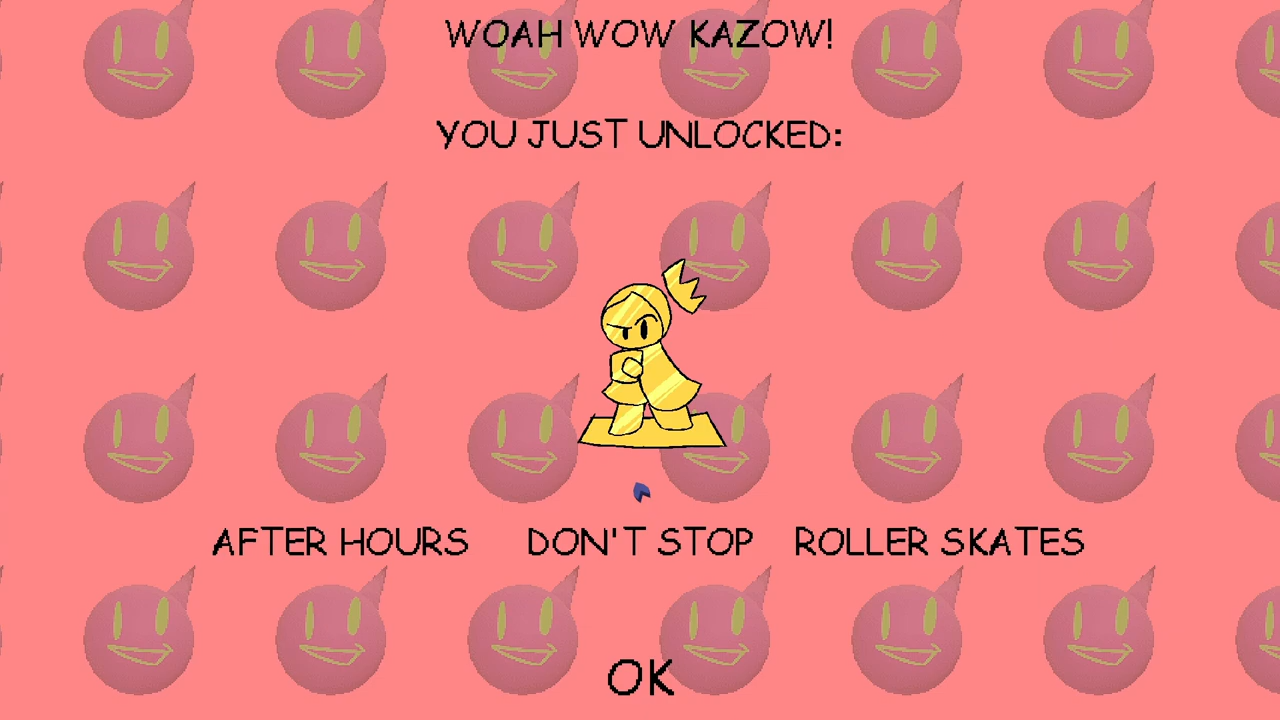 WOAH WOW KAZOW!
YOU JUST UNLOCKED:
AFTER HOURS DON'T STOP ROLLER SKATES
OK